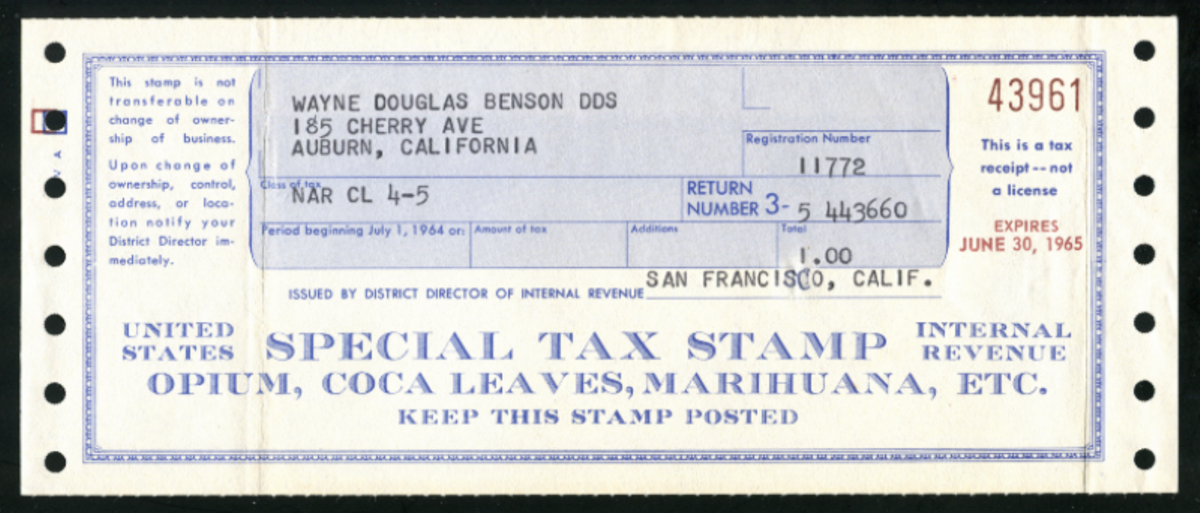 This stamp is not
transferable on
change of owner-
ship of business.
Upon change of
ownership, control,
address, or loca-
tion notify your
District Director im-
mediately.
WAYNE DOUGLAS BENSON DDS
185 CHERRY AVE
AUBURN, CALIFORNIA
Registration Number
11772
Class of tax
NAR CL 4-5
RETURN
NUMBER 3- 5 443660
Period beginning July 1, 1964 or: Amount of tax Additions Total
1.00
ISSUED BY DISTRICT DIRECTOR OF INTERNAL REVENUE SAN FRANCISCO, CALIF.
43961
This is a tax
receipt -- not
a license
EXPIRES
JUNE 30, 1965
UNITED
STATES
SPECIAL TAX STAMP
INTERNAL
REVENUE
OPIUM, COCA LEAVES, MARIHUANA, ETC.
KEEP THIS STAMP POSTED